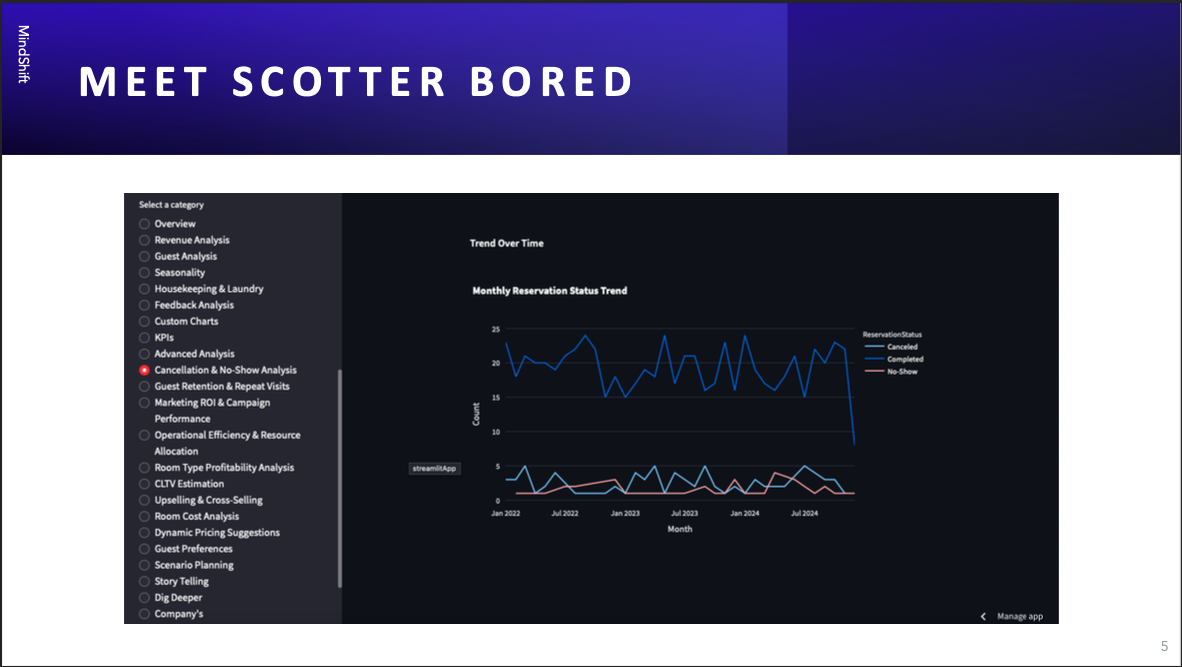 MindShift
MEET SCOTTER BORED
Select a category
Overview
Revenue Analysis
Guest Analysis
Seasonality
Housekeeping & Laundry
Feedback Analysis
Custom Charts
KPIs
Advanced Analysis
Cancellation & No-Show Analysis
Guest Retention & Repeat Visits
Marketing ROI & Campaign
Performance
Operational Efficiency & Resource
Allocation
Room Type Profitability Analysis
CLTV Estimation
Upselling & Cross-Selling
Room Cost Analysis
Dynamic Pricing Suggestions
Guest Preferences
Scenario Planning
Story Telling
Dig Deeper
Company's
streamlitApp
Trend Over Time
Monthly Reservation Status Trend
25
20
15
10
5
0
Count
Jan 2022 Jul 2022 Jan 2023 Jul 2023 Jan 2024 Jul 2024
Month
ReservationStatus
Canceled
Completed
No-Show
Manage app
5